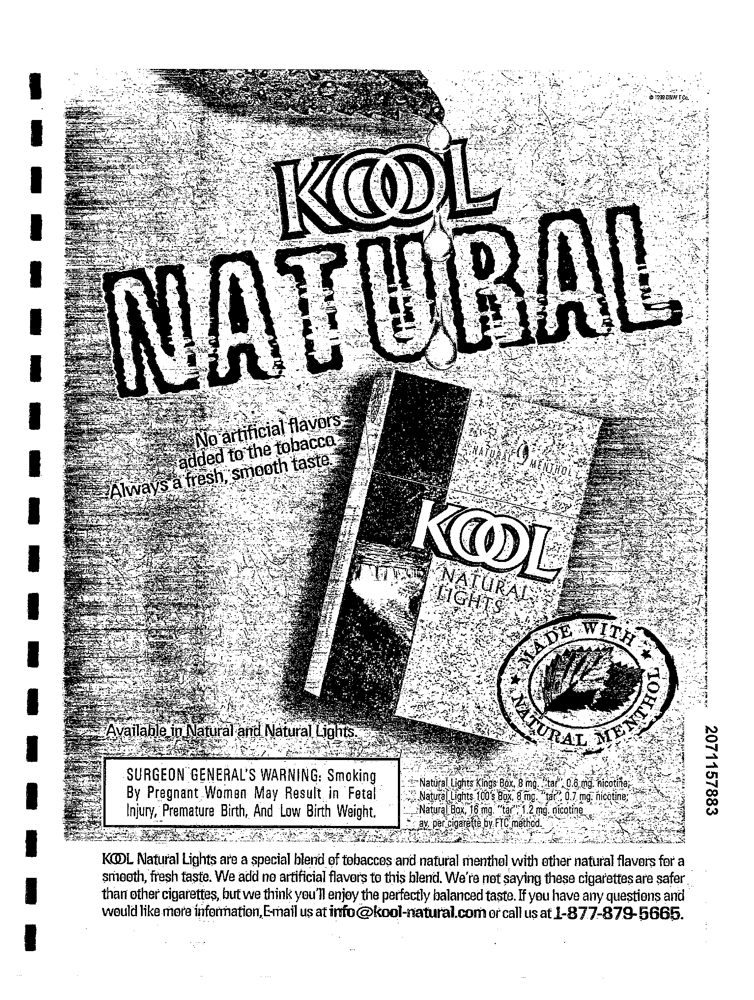 KOOL
NATURAL
No artificial flavors
added to the tobacco.
Always a fresh, smooth taste.
NATURAL MENTHOL
KOOL
NATURAL
LIGHTS
MADE WITH
NATURAL MENTHOL
Available in Natural and Natural Lights.
SURGEON GENERAL'S WARNING: Smoking
By Pregnant Women May Result in Fetal
Injury, Premature Birth, And Low Birth Weight.
Natural Lights Kings Box, 8 mg. "tar", 0.6 mg. nicotine;
Natural Lights 100's Box, 8 mg. "tar", 0.7 mg. nicotine;
Natural Box, 16 mg. "tar", 1.2 mg. nicotine
av. per cigarette by FTC method.
2071157883
KOOL Natural Lights are a special blend of tobaccos and natural menthol with other natural flavors for a
smooth, fresh taste. We add no artificial flavors to this blend. We're not saying these cigarettes are safer
than other cigarettes, but we think you'll enjoy the perfectly balanced taste. If you have any questions and
would like more information, E-mail us at info@kool-natural.com or call us at 1-877-879-5665.